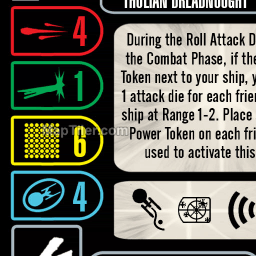 THOLIAN DREADNOUGHT
4
1
6
4
During the Roll Attack D
the Combat Phase, if the
Token next to your ship, y
1 attack die for each frien
ship at Range 1-2. Place
Power Token on each fri
used to activate this